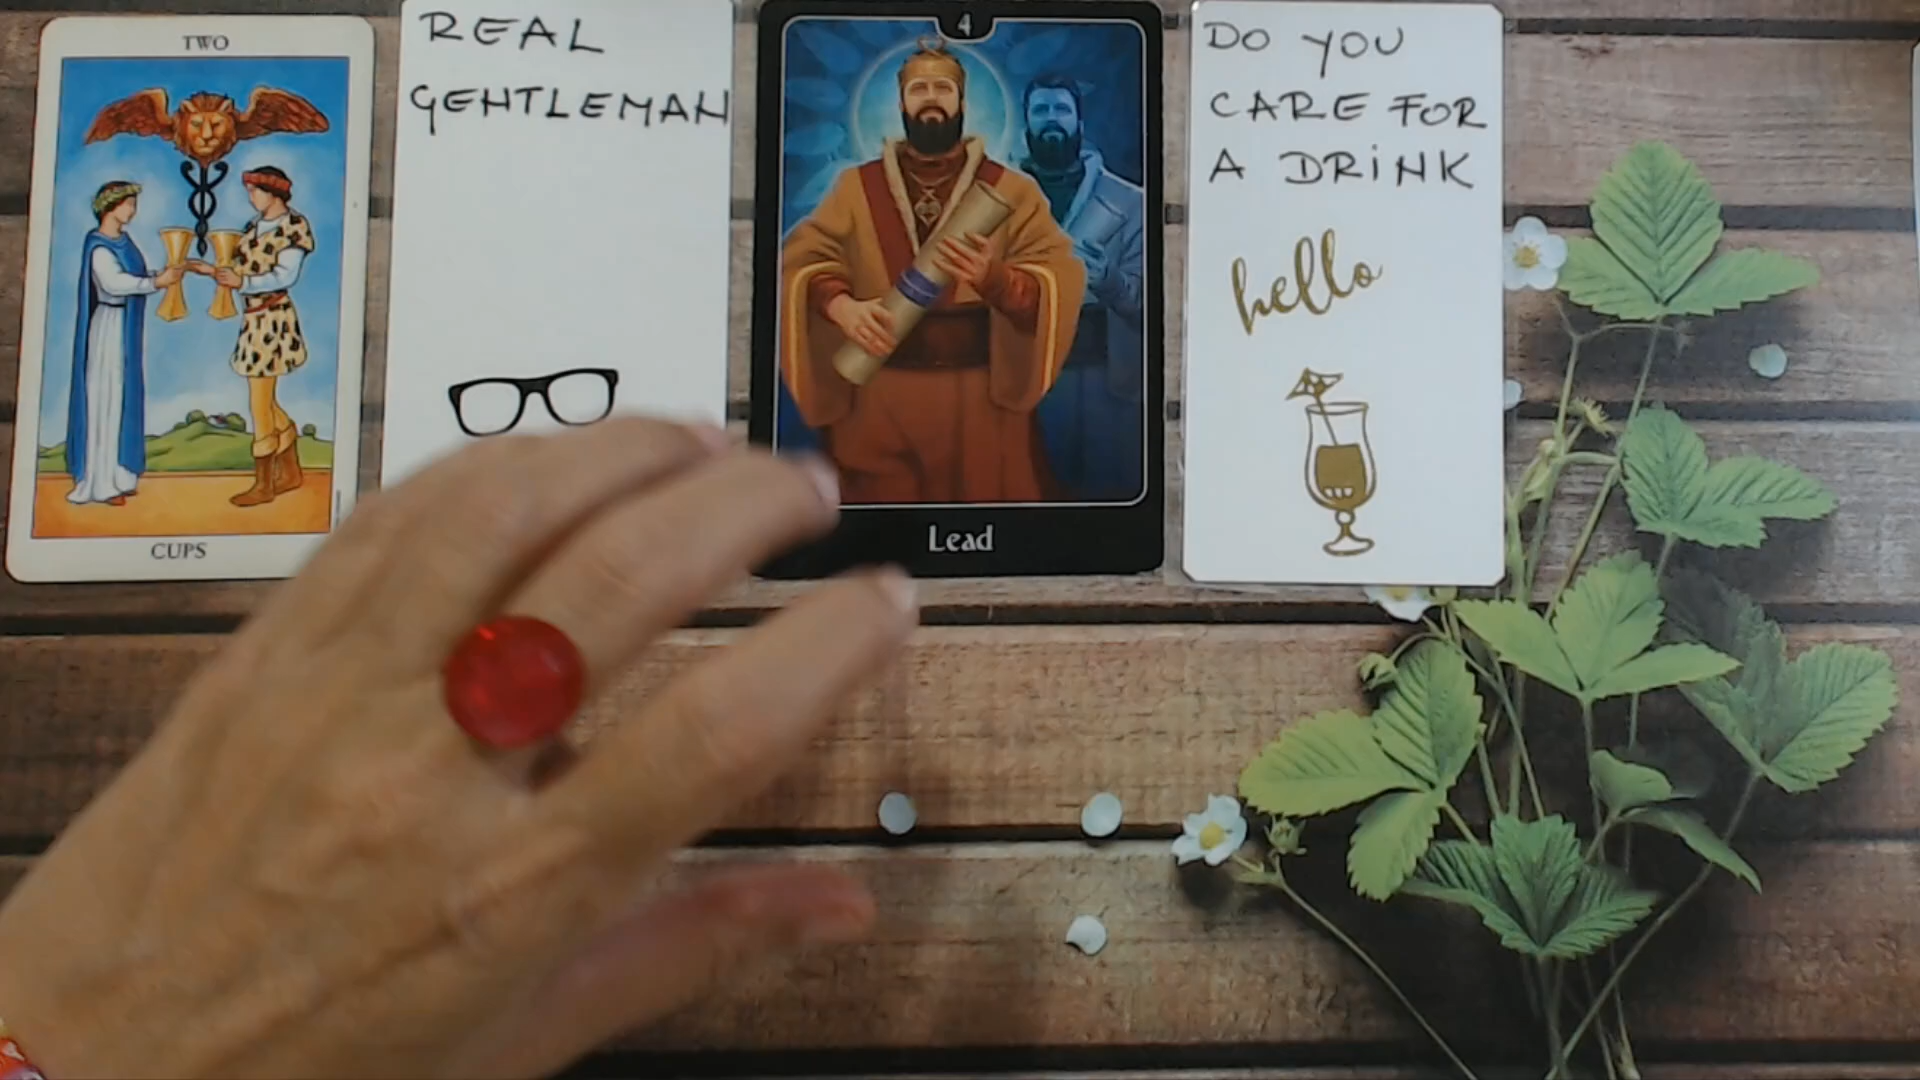 TWO
CUPS
REAL
GENTLEMAN
4
Lead
DO YOU
CARE FOR
A DRiNK
hello